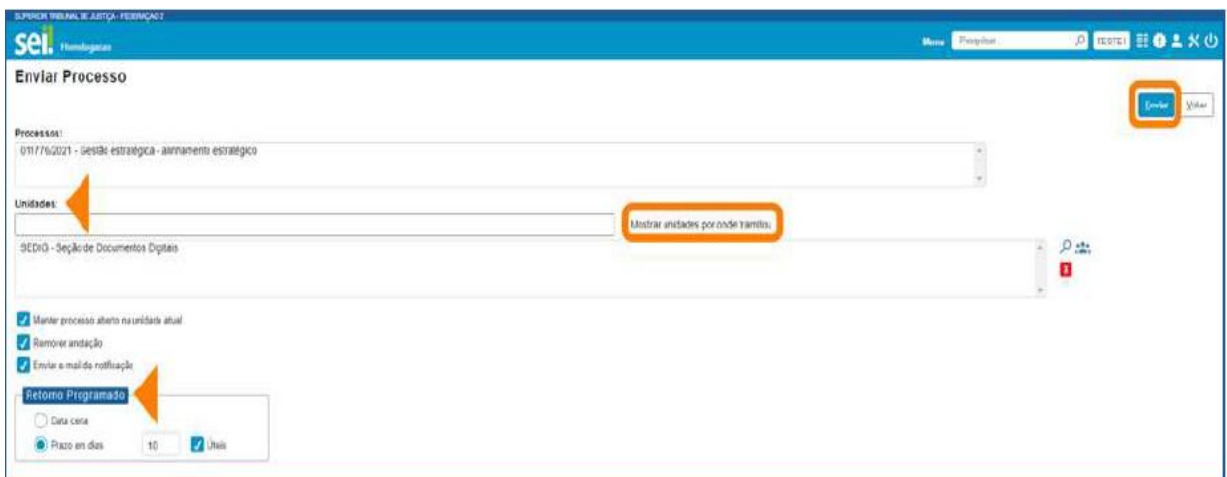 SUPERIOR TRIBUNAL DE JUSTIÇA - FEDERAÇÃO 2
sei. Homologacao
Menu Pesquisar TESTE1
Enviar Processo
Enviar Voltar
Processos:
011776/2021 - Gestão estratégica - alinhamento estratégico
Unidades:
Mostrar unidades por onde tramitou
SEDIG - Seção de Documentos Digitais
Manter processo aberto na unidade atual
Remover anotação
Enviar e-mail de notificação
Retorno Programado
Data certa
Prazo em dias 10 Úteis